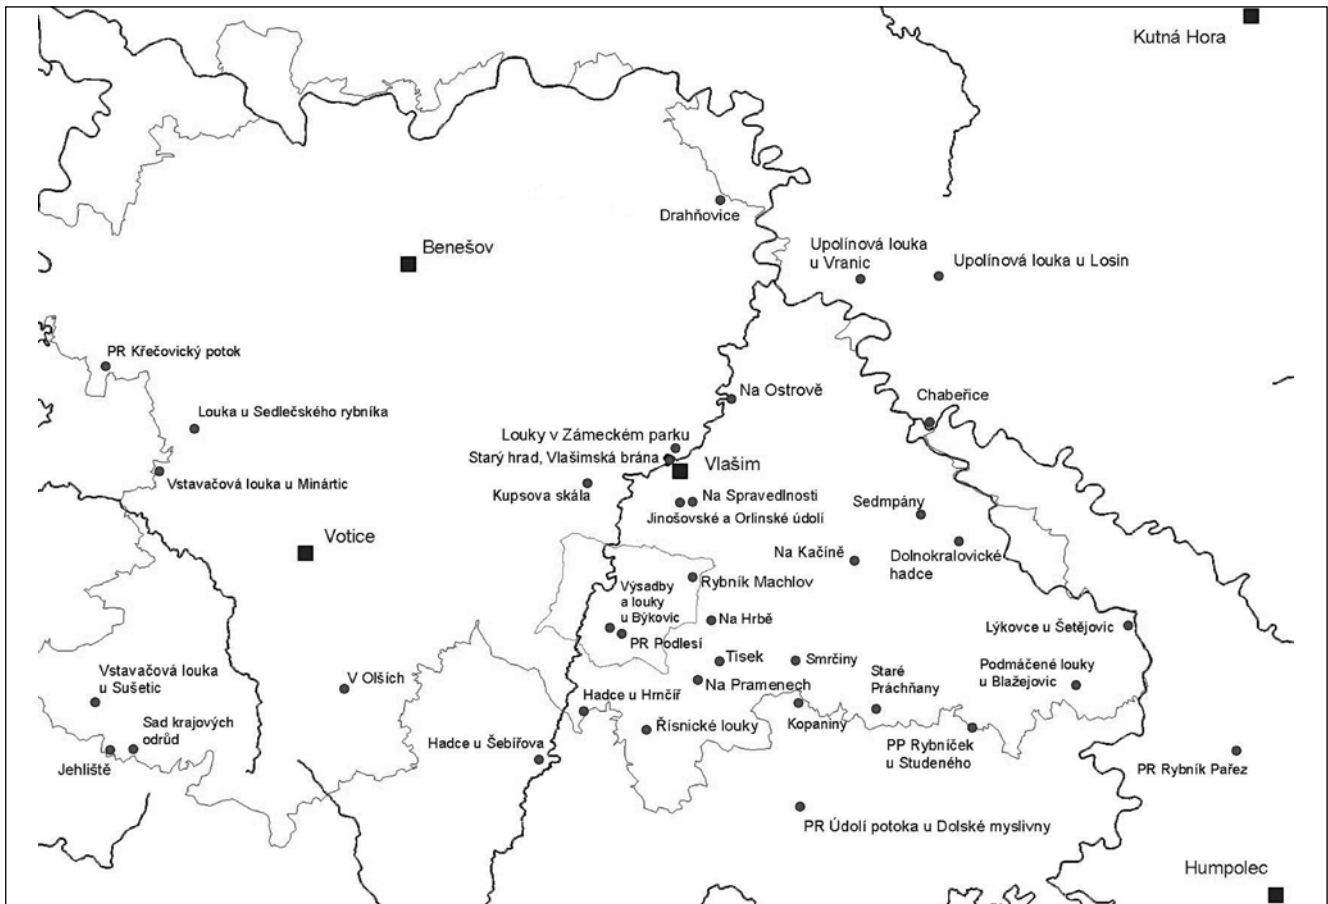 Kutná Hora
Drahňovice
Benešov
Upolínová louka
u Vranic
Upolínová louka u Losin
PR Křečovický potok
Na Ostrově
Chabeřice
Louka u Sedlečského rybníka
Louky v Zámeckém parku
Starý hrad, Vlašimská brána
Vlašim
Vstavačová louka u Minártic
Kupsova skála
Na Spravedlnosti
Jinošovské a Orlinské údolí
Sedmpány
Votice
Na Kačíně
Dolnokralovické
hadce
Rybník Machlov
Výsadby
a louky
u Býkovic
Na Hrbě
PR Podlesí
Lýkovce u Šetějovic
Tisek
Smrčiny
Vstavačová louka
u Sušetic
V Olších
Na Pramenech
Staré
Práchňany
Podmáčené louky
u Blažejovic
Hadce u Hrnčíř
Sad krajových
odrůd
Řísnické louky
Kopaniny
Hadce u Šebířova
PP Rybníček
u Studeného
Jehliště
PR Rybník Pařez
PR Údolí potoka u Dolské myslivny
Humpolec